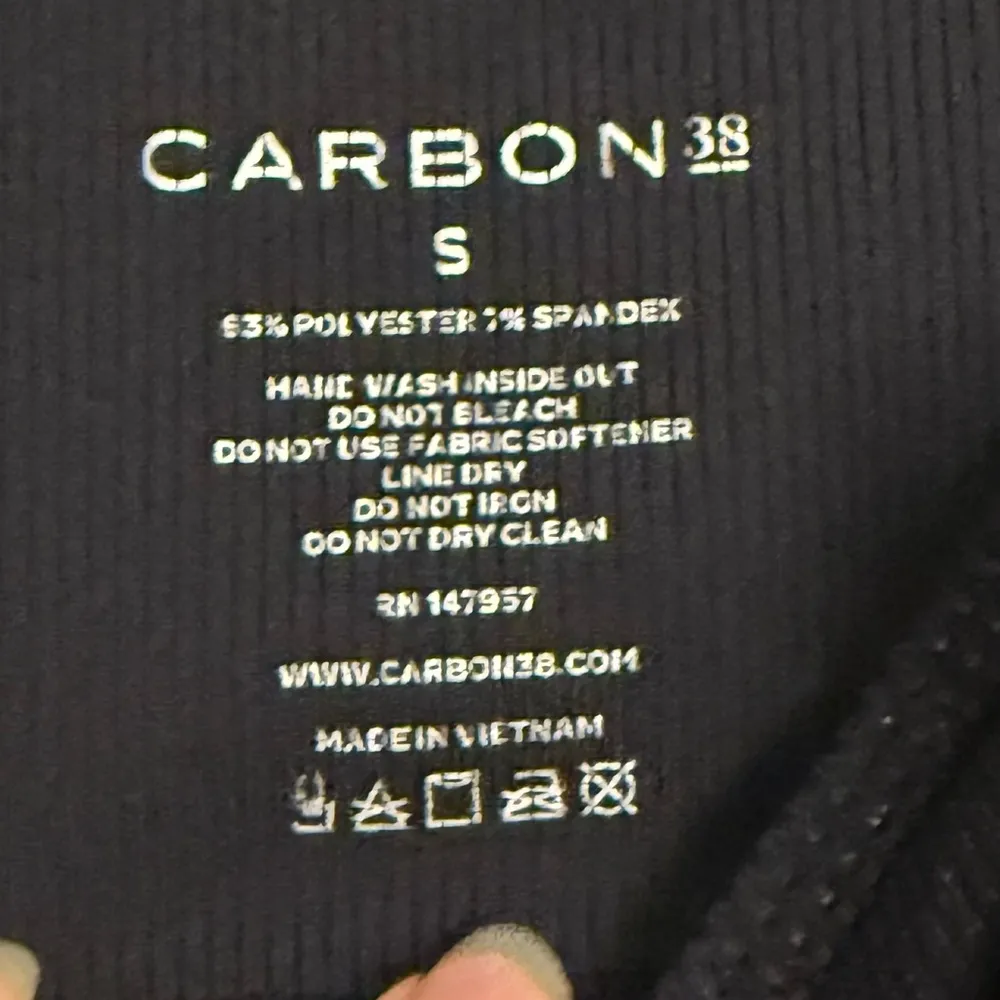 CARBON38
S
93% POLYESTER 7% SPANDEX
HAND WASH INSIDE OUT
DO NOT BLEACH
DO NOT USE FABRIC SOFTENER
LINE DRY
DO NOT IRON
DO NOT DRY CLEAN
RN 147957
WWW.CARBON38.COM
MADE IN VIETNAM